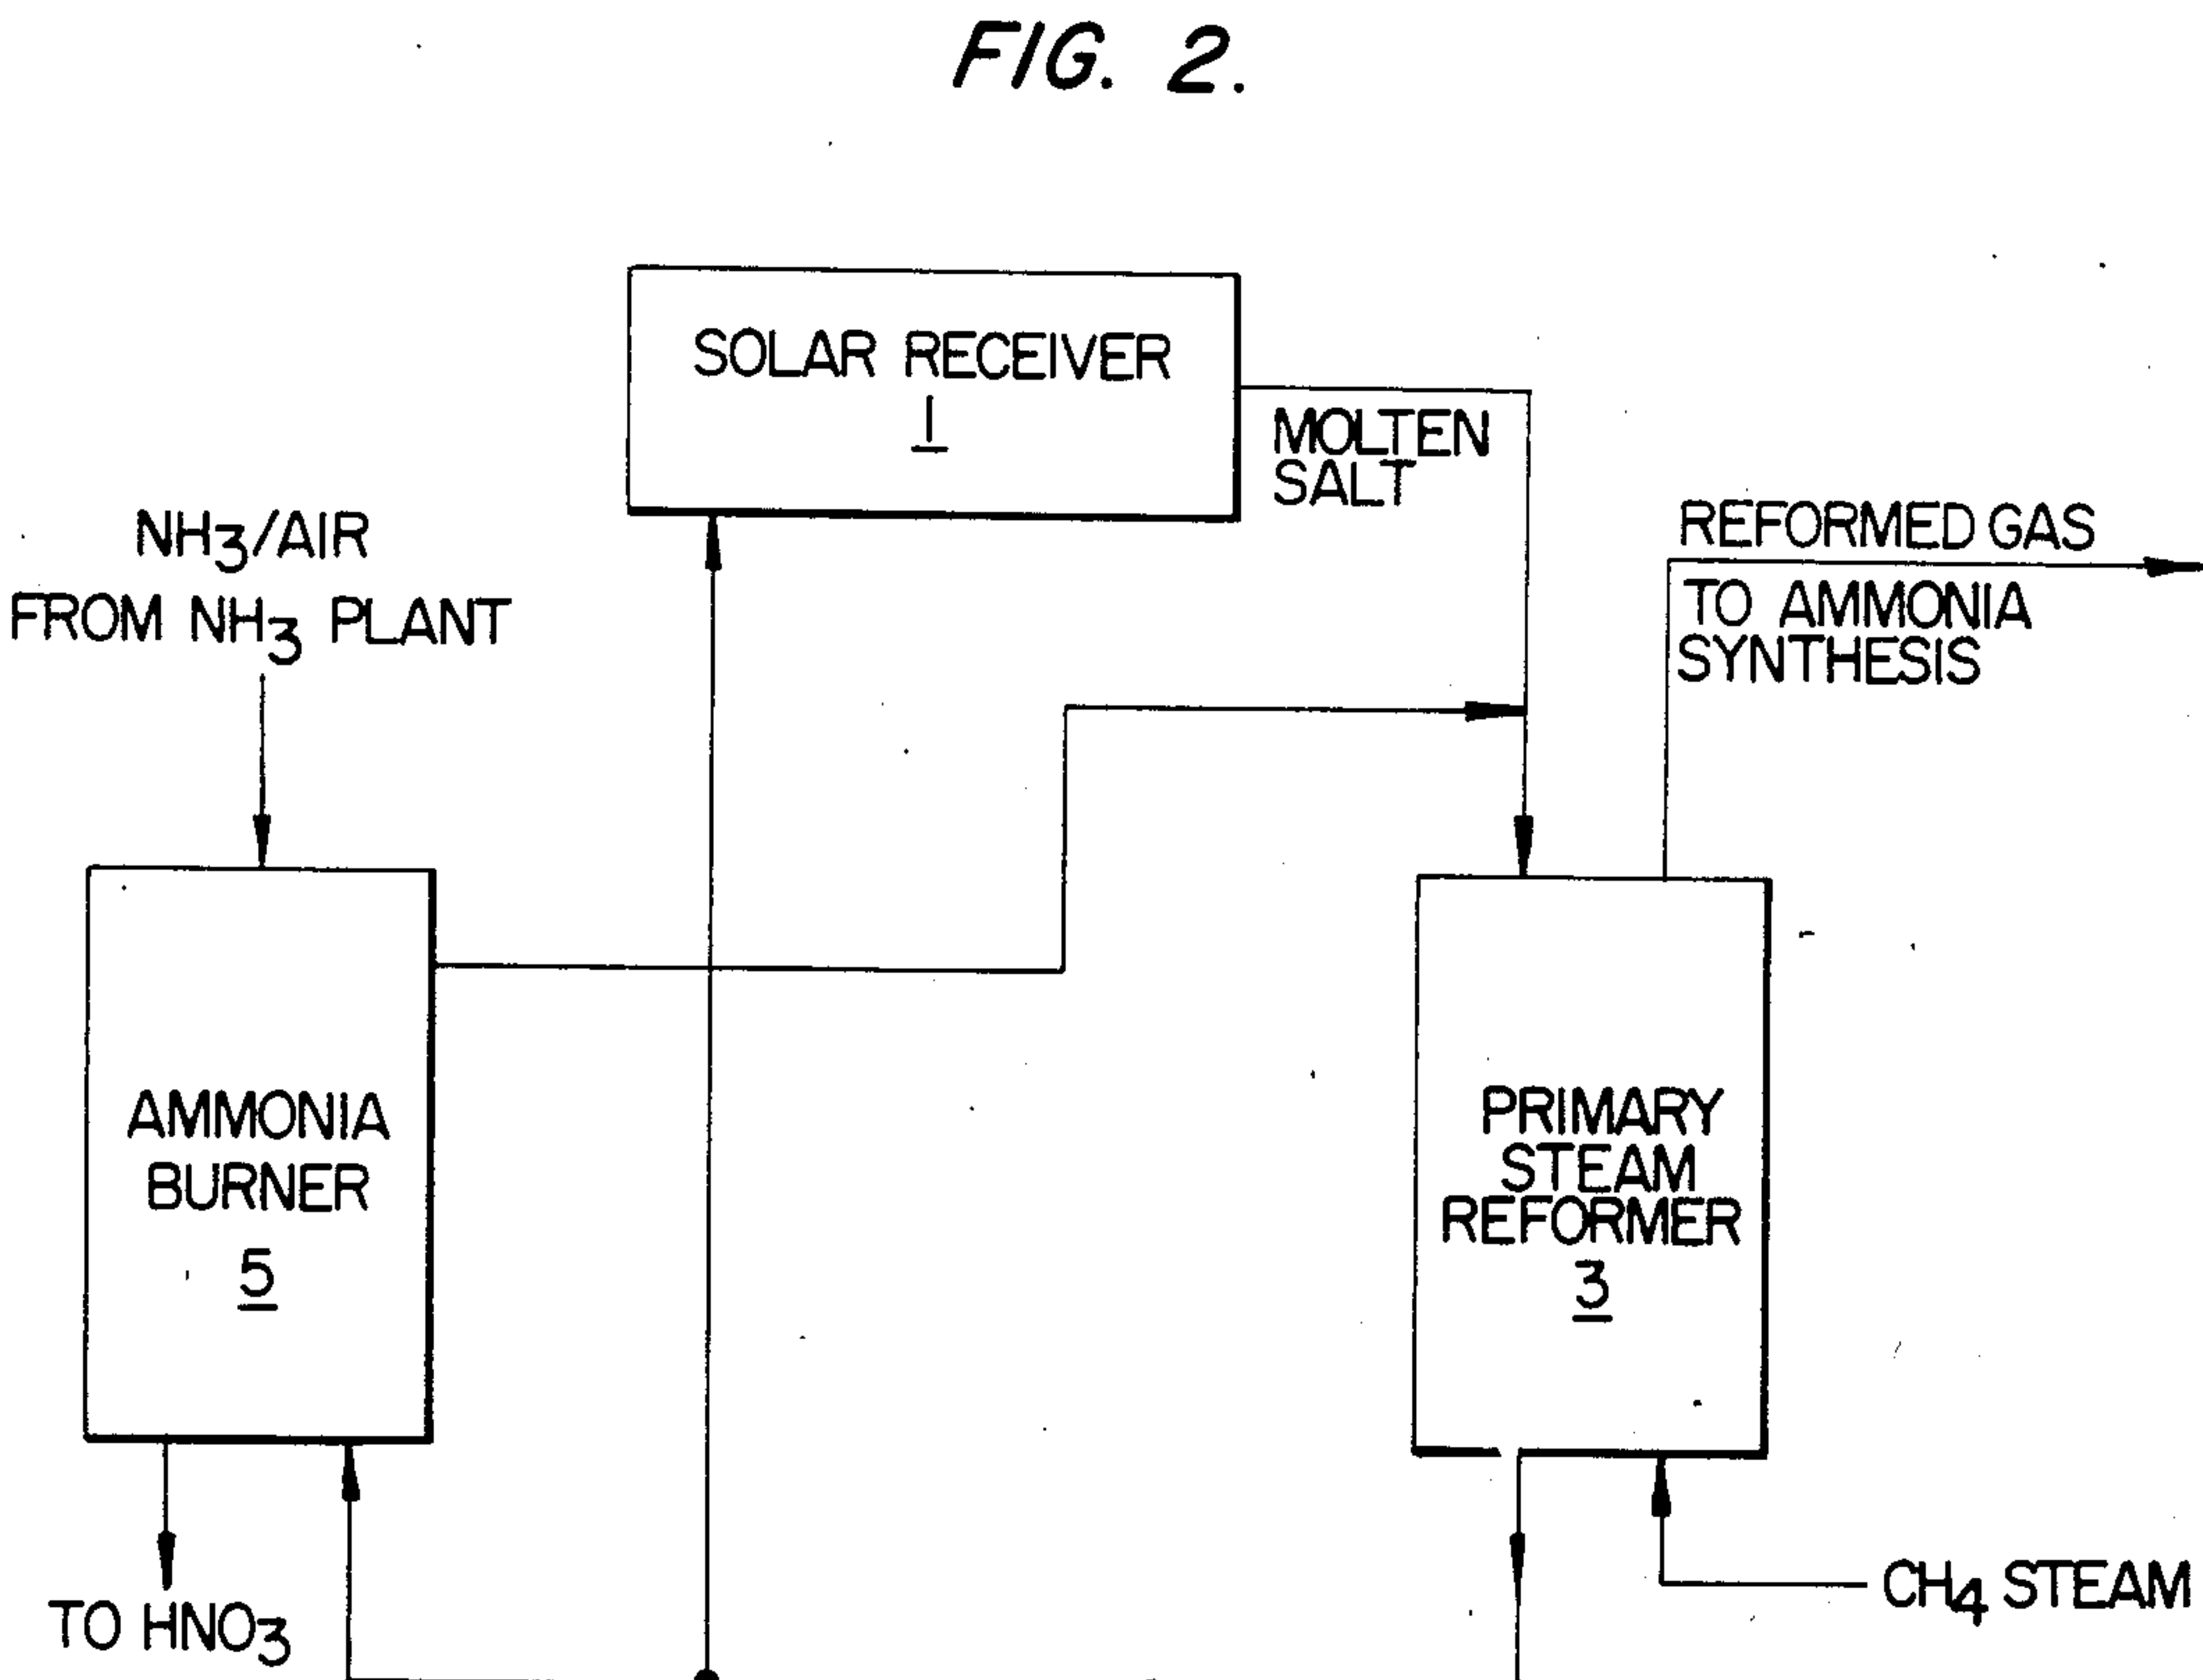 FIG. 2.
SOLAR RECEIVER
1
MOLTEN
SALT
NH3/AIR
FROM NH3 PLANT
REFORMED GAS
TO AMMONIA
SYNTHESIS
AMMONIA
BURNER
5
PRIMARY
STEAM
REFORMER
3
TO HNO3
CH4 STEAM